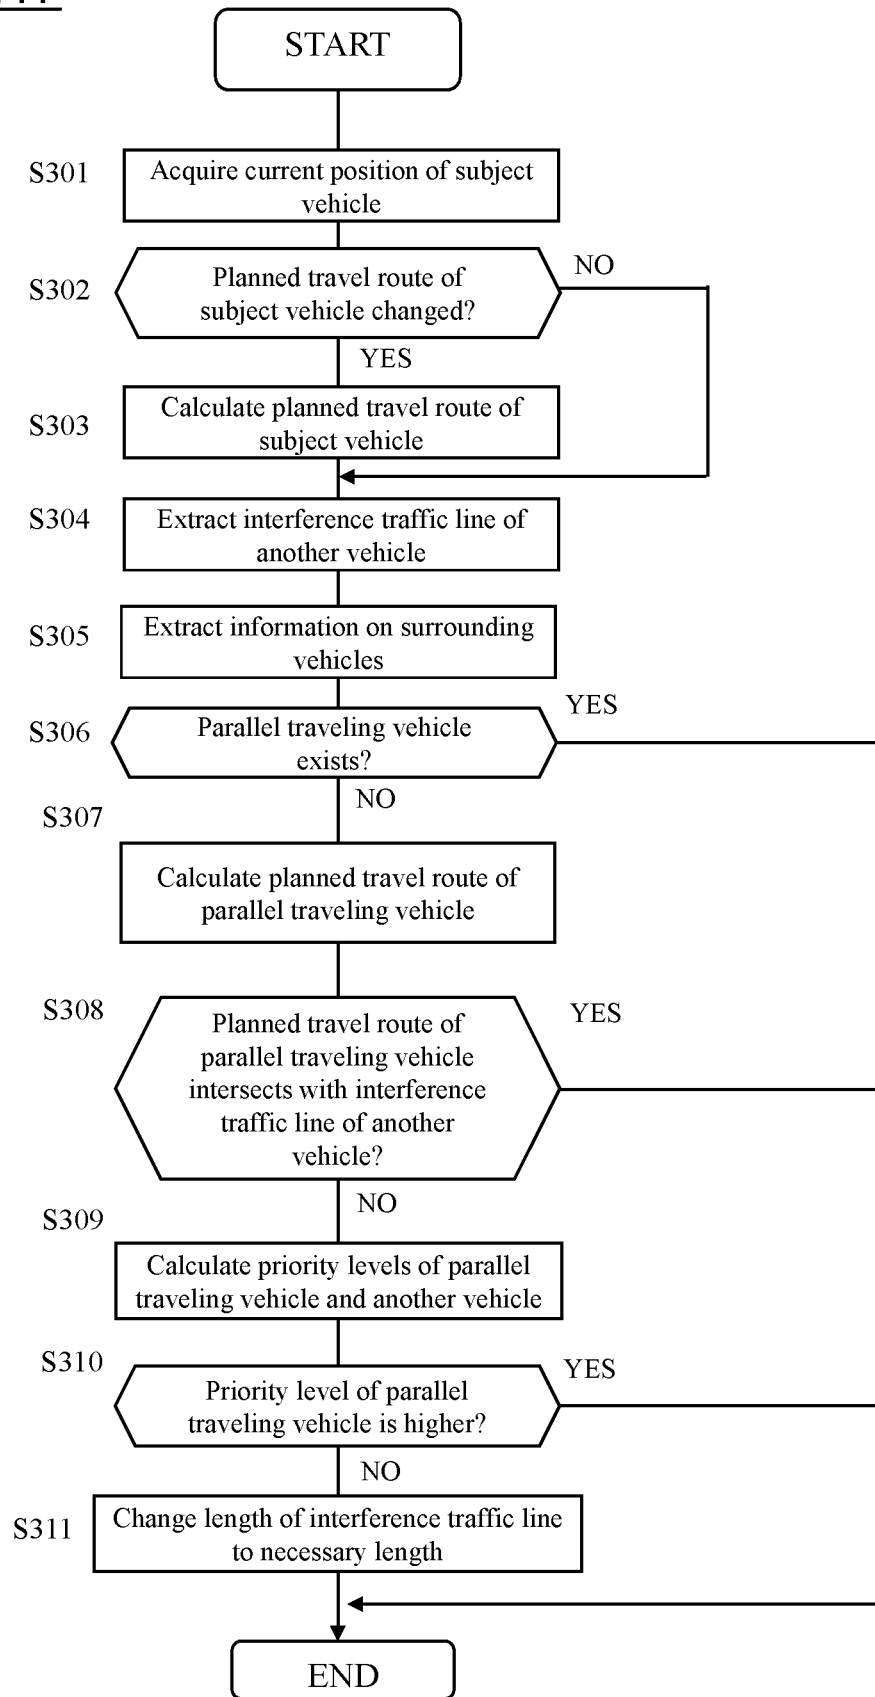 START
S301
Acquire current position of subject
vehicle
S302
Planned travel route of
subject vehicle changed?
NO
YES
S303
Calculate planned travel route of
subject vehicle
S304
Extract interference traffic line of
another vehicle
S305
Extract information on surrounding
vehicles
S306
Parallel traveling vehicle
exists?
YES
NO
S307
Calculate planned travel route of
parallel traveling vehicle
S308
Planned travel route of
parallel traveling vehicle
intersects with interference
traffic line of another
vehicle?
YES
NO
S309
Calculate priority levels of parallel
traveling vehicle and another vehicle
S310
Priority level of parallel
traveling vehicle is higher?
YES
NO
S311
Change length of interference traffic line
to necessary length
END